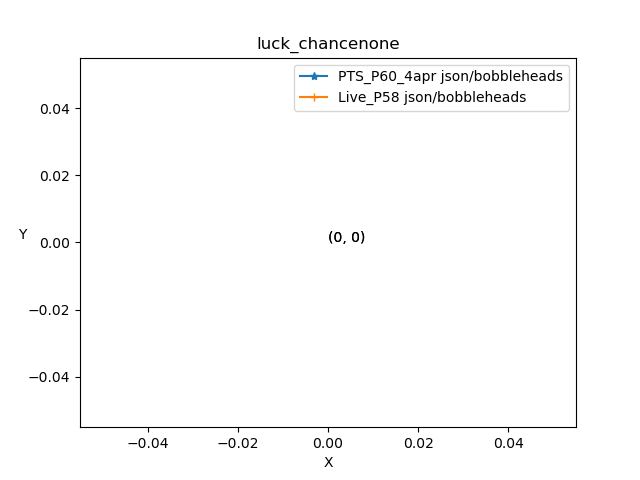 luck_chancenone
PTS_P60_4apr json/bobbleheads
Live_P58 json/bobbleheads
0.04
0.02
Y
0.00
(0, 0)
−0.02
−0.04
−0.04
−0.02
0.00
0.02
0.04
X